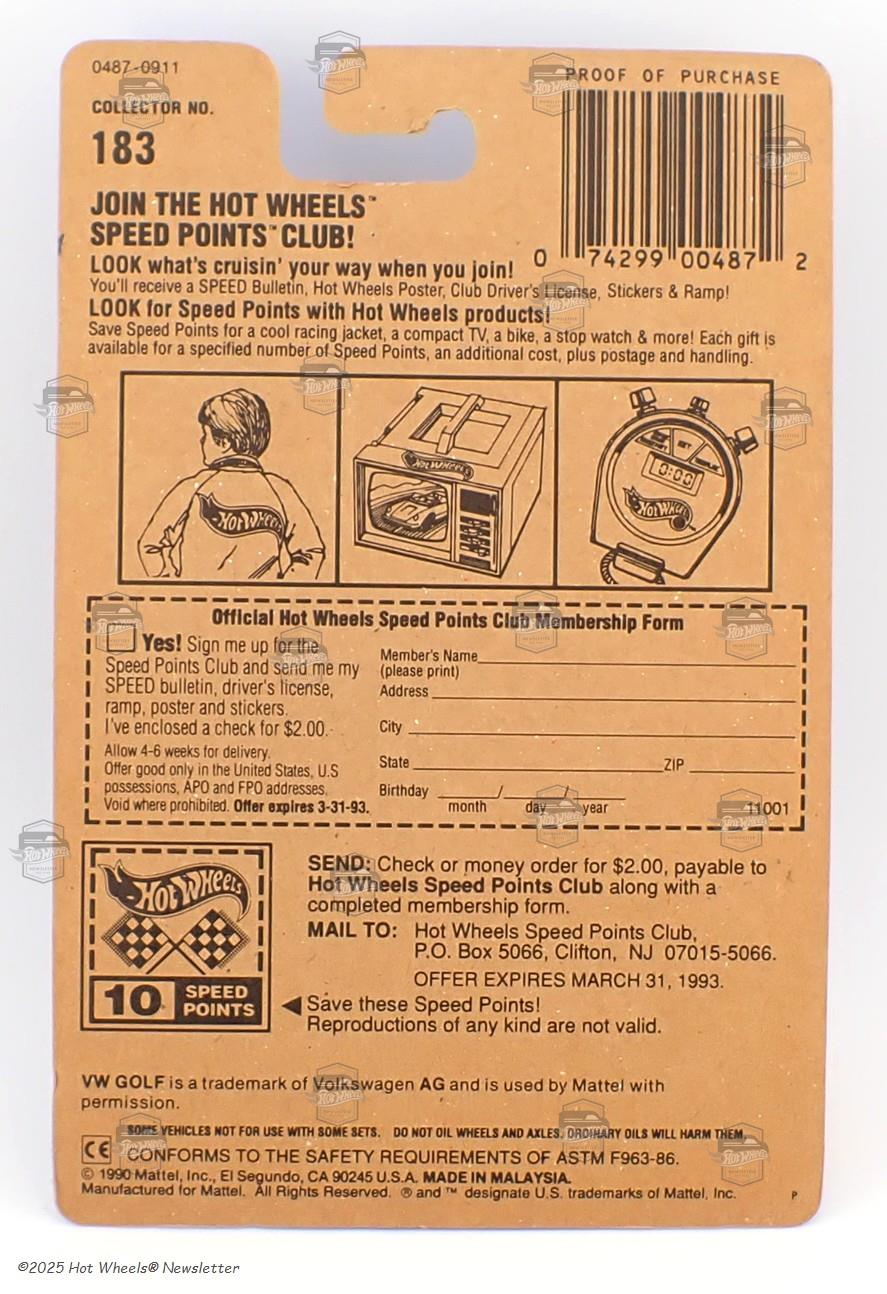 0487-0911
COLLECTOR NO.
183
PROOF OF PURCHASE
0 74299 00487 2
JOIN THE HOT WHEELS™
SPEED POINTS™ CLUB!
LOOK what's cruisin' your way when you join!
You'll receive a SPEED Bulletin, Hot Wheels Poster, Club Driver's License, Stickers & Ramp!
LOOK for Speed Points with Hot Wheels products!
Save Speed Points for a cool racing jacket, a compact TV, a bike, a stop watch & more! Each gift is
available for a specified number of Speed Points, an additional cost, plus postage and handling.
Hot Wheels
Hot Wheels
SET
0:00
Hot Wheels
Official Hot Wheels Speed Points Club Membership Form
Yes! Sign me up for the
Speed Points Club and send me my
SPEED bulletin, driver's license,
ramp, poster and stickers.
I've enclosed a check for $2.00.
Allow 4-6 weeks for delivery.
Offer good only in the United States, U.S
possessions, APO and FPO addresses.
Void where prohibited. Offer expires 3-31-93.
Member's Name
(please print)
Address
City
State ZIP
Birthday / /
month day year
11001
Hot Wheels
10 SPEED
POINTS
SEND: Check or money order for $2.00, payable to
Hot Wheels Speed Points Club along with a
completed membership form.
MAIL TO: Hot Wheels Speed Points Club,
P.O. Box 5066, Clifton, NJ 07015-5066.
OFFER EXPIRES MARCH 31, 1993.
◀ Save these Speed Points!
Reproductions of any kind are not valid.
VW GOLF is a trademark of Volkswagen AG and is used by Mattel with
permission.
SOME VEHICLES NOT FOR USE WITH SOME SETS. DO NOT OIL WHEELS AND AXLES. ORDINARY OILS WILL HARM THEM.
CE CONFORMS TO THE SAFETY REQUIREMENTS OF ASTM F963-86.
© 1990 Mattel, Inc., El Segundo, CA 90245 U.S.A. MADE IN MALAYSIA.
Manufactured for Mattel. All Rights Reserved. ® and ™ designate U.S. trademarks of Mattel, Inc. P
©2025 Hot Wheels® Newsletter